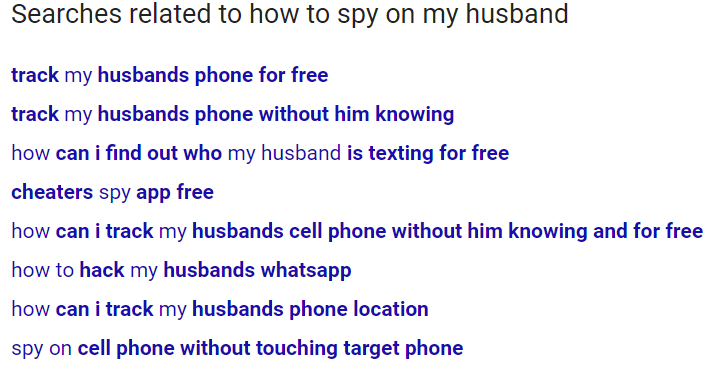 Searches related to how to spy on my husband
track my husbands phone for free
track my husbands phone without him knowing
how can i find out who my husband is texting for free
cheaters spy app free
how can i track my husbands cell phone without him knowing and for free
how to hack my husbands whatsapp
how can i track my husbands phone location
spy on cell phone without touching target phone